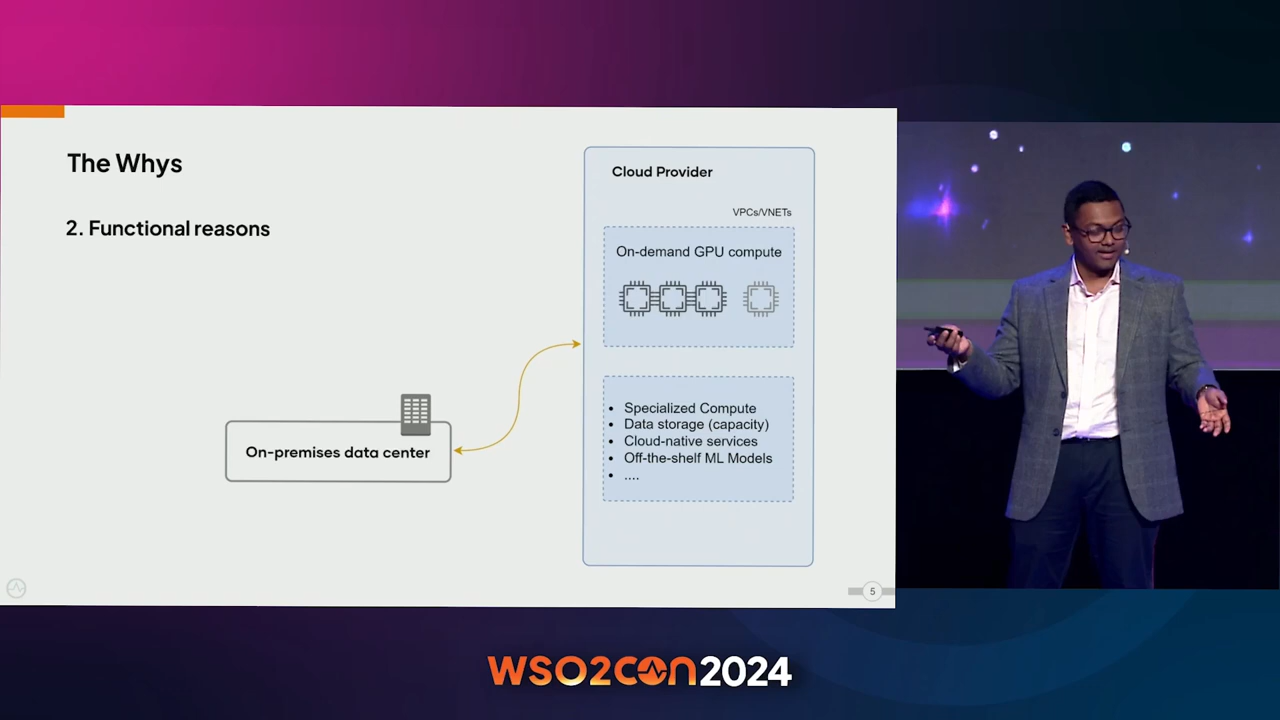 The Whys
2. Functional reasons
Cloud Provider
VPCs/VNETs
On-demand GPU compute
• Specialized Compute
• Data storage (capacity)
• Cloud-native services
• Off-the-shelf ML Models
• ....
On-premises data center
5
WSO2CON2024